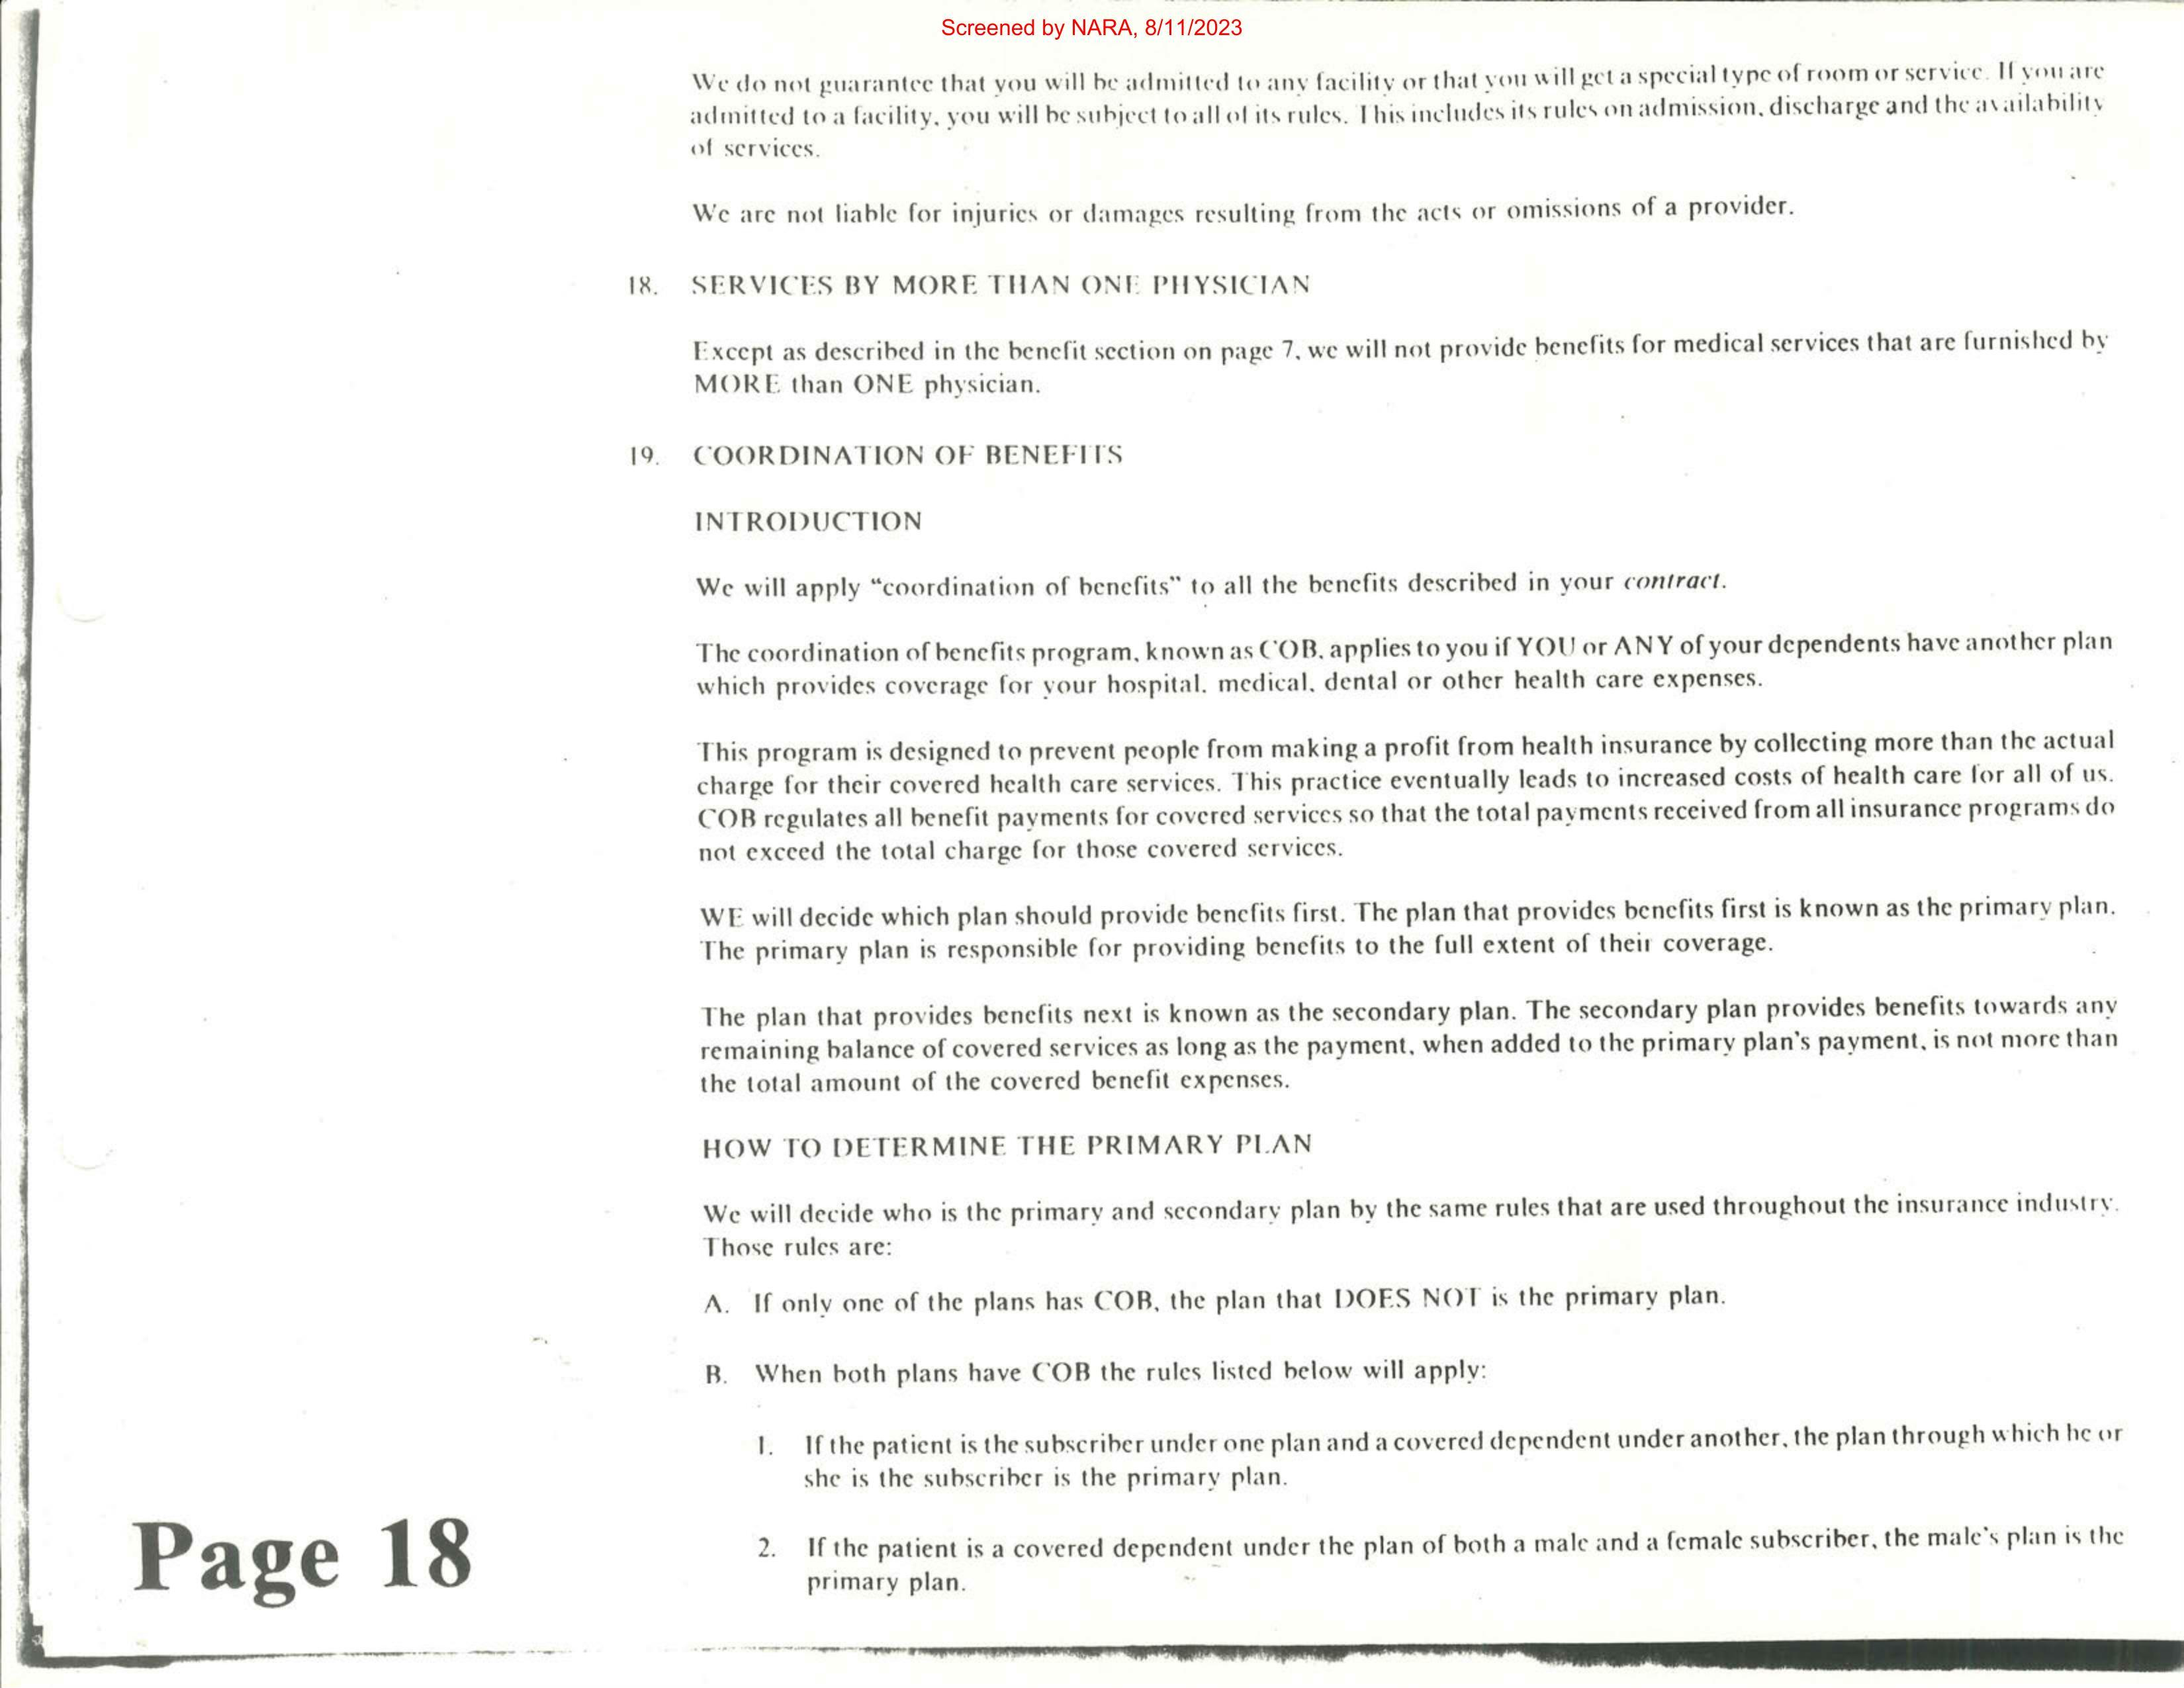 Screened by NARA, 8/11/2023
We do not guarantee that you will be admitted to any facility or that you will get a special type of room or service. If you are
admitted to a facility, you will be subject to all of its rules. This includes its rules on admission, discharge and the availability
of services.
We are not liable for injuries or damages resulting from the acts or omissions of a provider.
18. SERVICES BY MORE THAN ONE PHYSICIAN
Except as described in the benefit section on page 7, we will not provide benefits for medical services that are furnished by
MORE than ONE physician.
19. COORDINATION OF BENEFITS
INTRODUCTION
We will apply “coordination of benefits” to all the benefits described in your contract.
The coordination of benefits program, known as COB, applies to you if YOU or ANY of your dependents have another plan
which provides coverage for your hospital, medical, dental or other health care expenses.
This program is designed to prevent people from making a profit from health insurance by collecting more than the actual
charge for their covered health care services. This practice eventually leads to increased costs of health care for all of us.
COB regulates all benefit payments for covered services so that the total payments received from all insurance programs do
not exceed the total charge for those covered services.
WE will decide which plan should provide benefits first. The plan that provides benefits first is known as the primary plan.
The primary plan is responsible for providing benefits to the full extent of their coverage.
The plan that provides benefits next is known as the secondary plan. The secondary plan provides benefits towards any
remaining balance of covered services as long as the payment, when added to the primary plan's payment, is not more than
the total amount of the covered benefit expenses.
HOW TO DETERMINE THE PRIMARY PLAN
We will decide who is the primary and secondary plan by the same rules that are used throughout the insurance industry.
Those rules are:
A. If only one of the plans has COB, the plan that DOES NOT is the primary plan.
B. When both plans have COB the rules listed below will apply:
1. If the patient is the subscriber under one plan and a covered dependent under another, the plan through which he or
she is the subscriber is the primary plan.
2. If the patient is a covered dependent under the plan of both a male and a female subscriber, the male's plan is the
primary plan.
Page 18